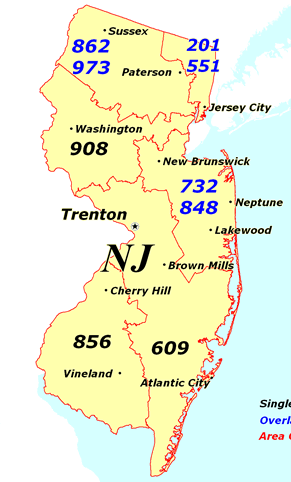 Sussex
862
973
201
551
Paterson
Jersey City
Washington
908
New Brunswick
732
848
Neptune
Trenton
Lakewood
NJ
Brown Mills
Cherry Hill
856
609
Vineland
Atlantic City
Single
Overla
Area C